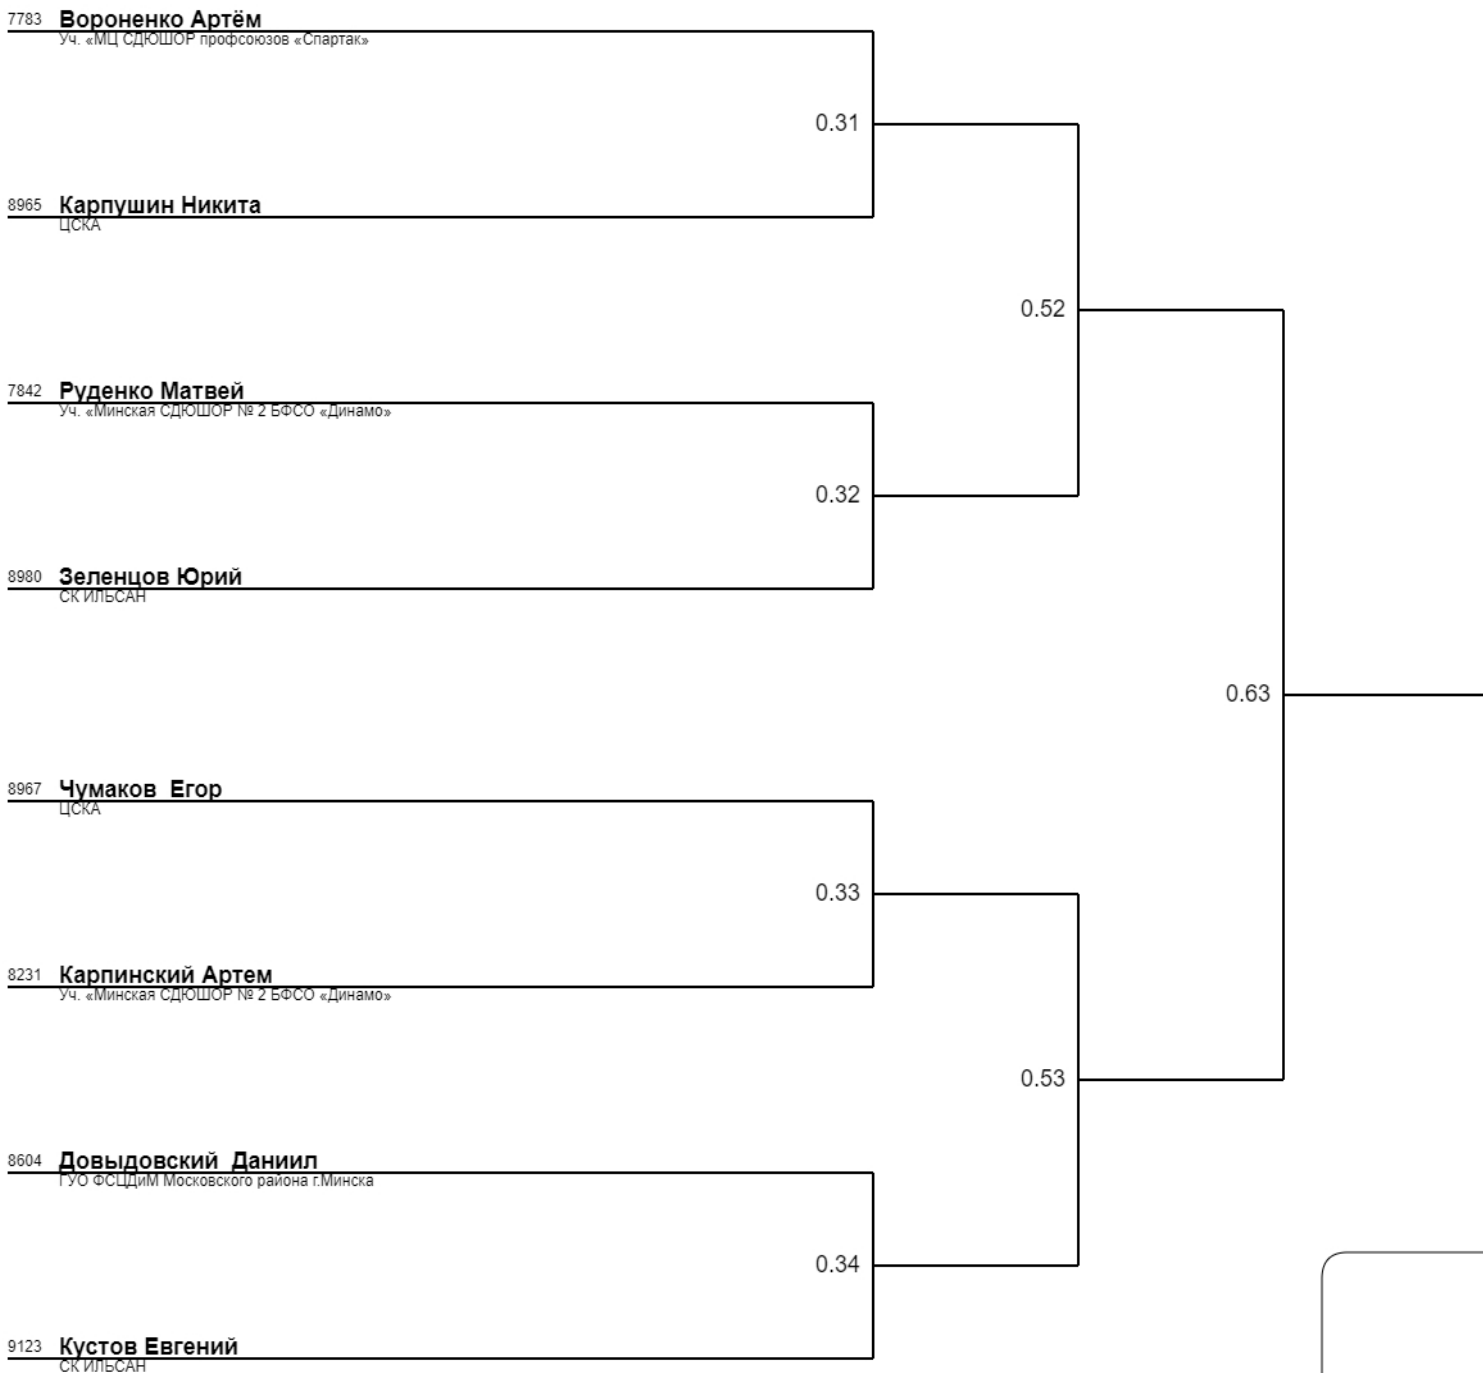 7783 Вороненко Артём
Уч. «МЦ СДЮШОР профсоюзов «Спартак»
0.31
8965 Карпушин Никита
ЦСКА
0.52
7842 Руденко Матвей
Уч. «Минская СДЮШОР № 2 БФСО «Динамо»
0.32
8980 Зеленцов Юрий
СК ИЛЬСАН
0.63
8967 Чумаков  Егор
ЦСКА
0.33
8231 Карпинский Артем
Уч. «Минская СДЮШОР № 2 БФСО «Динамо»
0.53
8604 Довыдовский  Даниил
ГУО ФСЦДиМ Московского района г.Минска
0.34
9123 Кустов Евгений
СК ИЛЬСАН